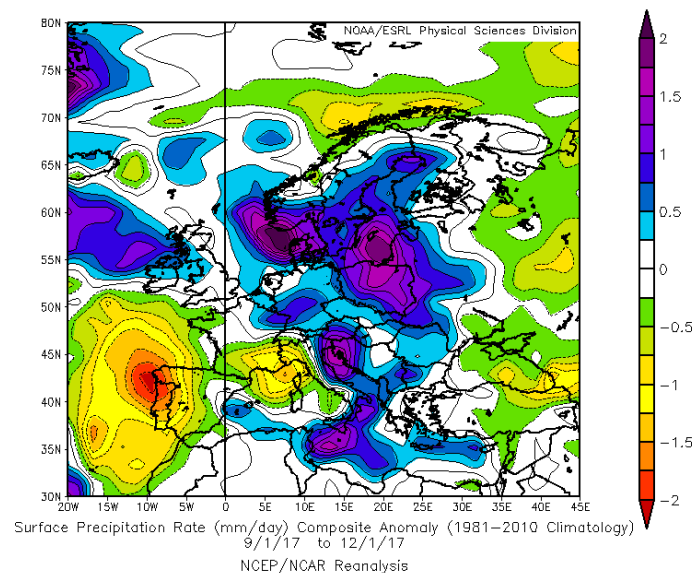 NOAA/ESRL Physical Sciences Division
80N
75N
70N
65N
60N
55N
50N
45N
40N
35N
30N
20W 15W 10W 5W 0 5E 10E 15E 20E 25E 30E 35E 40E 45E
2
1.5
1
0.5
0
-0.5
-1
-1.5
-2
Surface Precipitation Rate (mm/day) Composite Anomaly (1981-2010 Climatology)
9/1/17 to 12/1/17
NCEP/NCAR Reanalysis